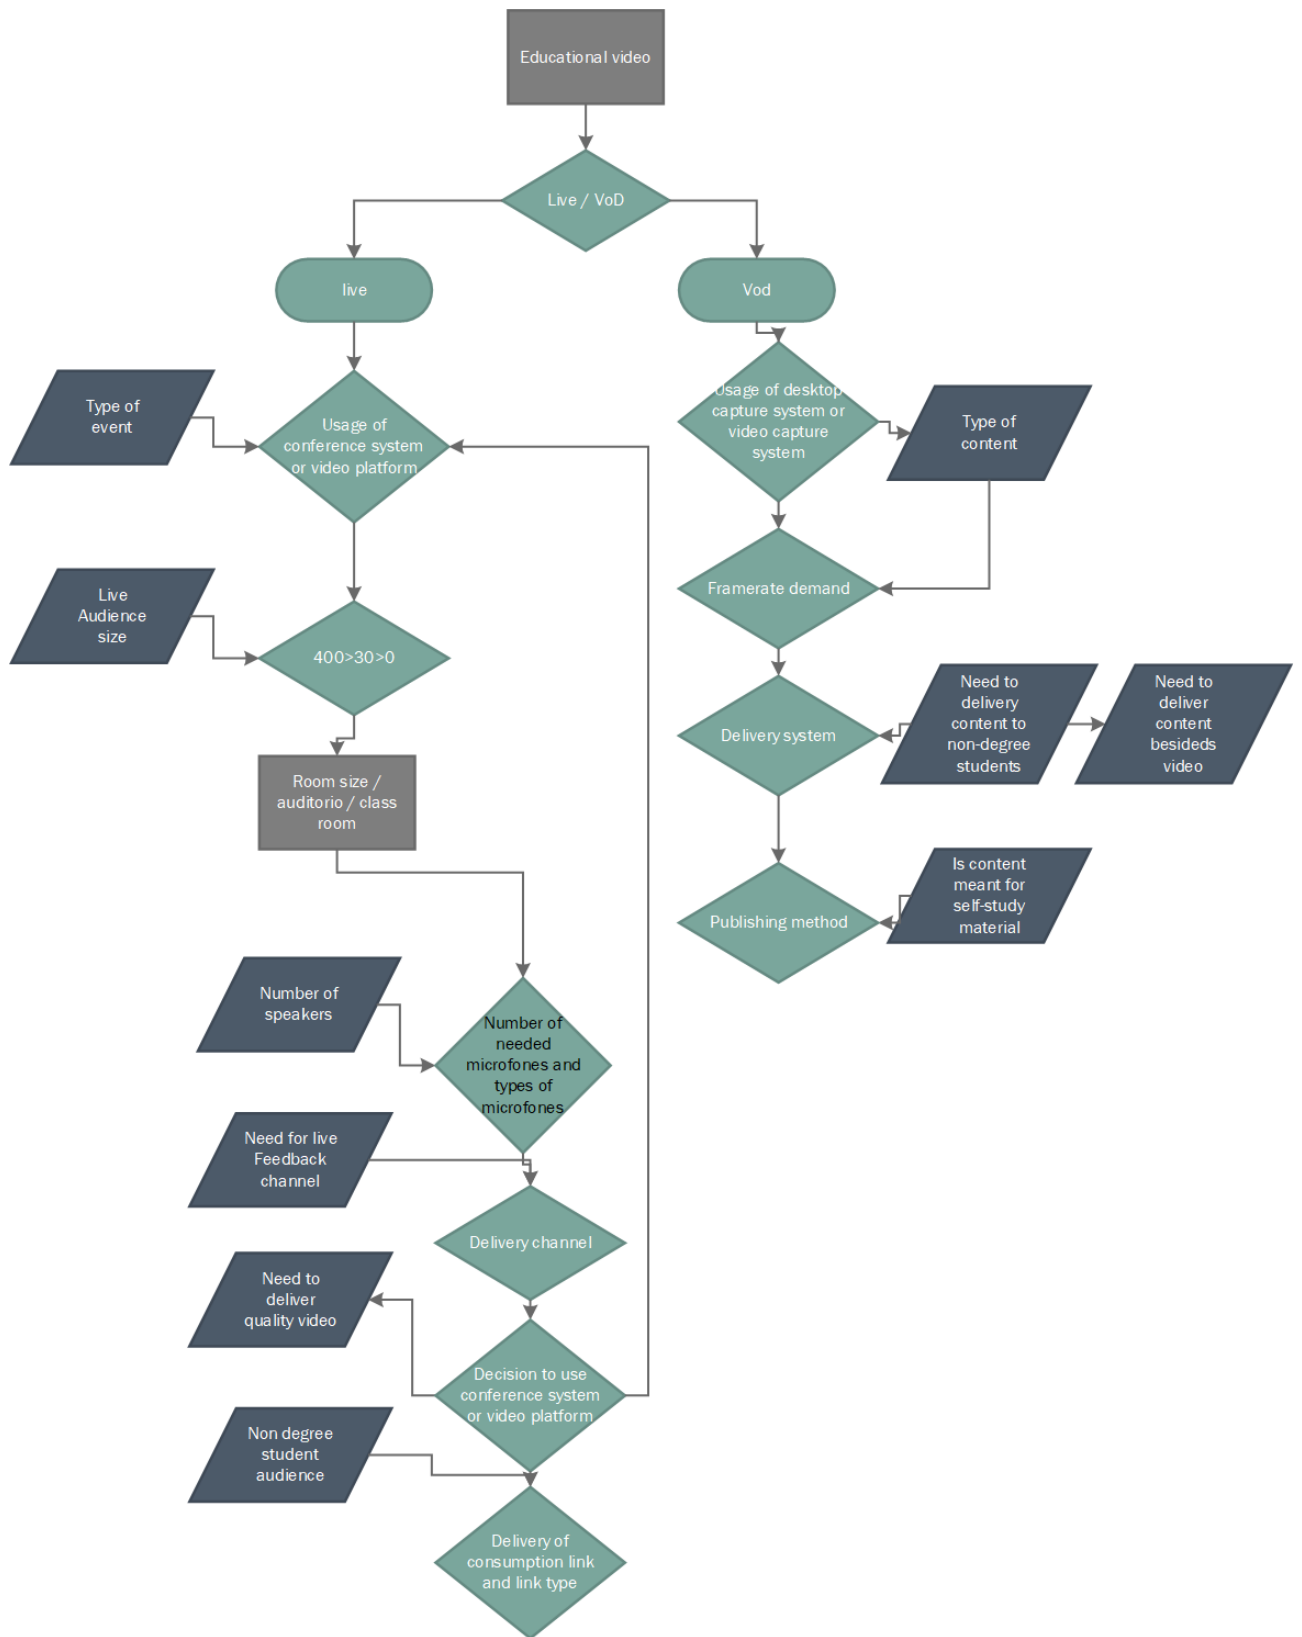 Educational video
Live / VoD
live
Vod
Type of
event
Usage of
conference system
or video platform
Usage of desktop
capture system or
video capture
system
Type of
content
Live
Audience
size
400>30>0
Framerate demand
Room size /
auditorio / class
room
Delivery system
Need to
delivery
content to
non-degree
students
Need to
deliver
content
besideds
video
Publishing method
Is content
meant for
self-study
material
Number of
speakers
Number of
needed
microfones and
types of
microfones
Need for live
Feedback
channel
Delivery channel
Need to
deliver
quality video
Decision to use
conference system
or video platform
Non degree
student
audience
Delivery of
consumption link
and link type